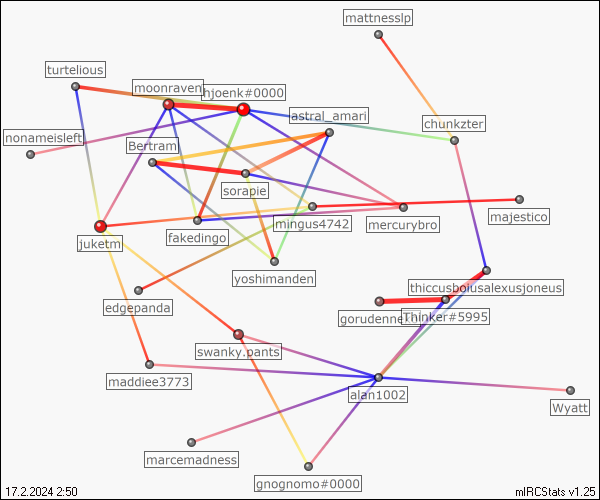 mattnesslp
turtelious
moonraven
hjoenk#0000
astral_amari
chunkzter
nonameisleft
Bertram
sorapie
majestico
mingus4742
mercurybro
fakedingo
juketm
yoshimanden
thiccusboiusalexusjoneus
edgepanda
gorudenne
Thinker#5995
swanky.pants
maddiee3773
alan1002
Wyatt
marcemadness
gnognomo#0000
17.2.2024 2:50
mIRCStats v1.25